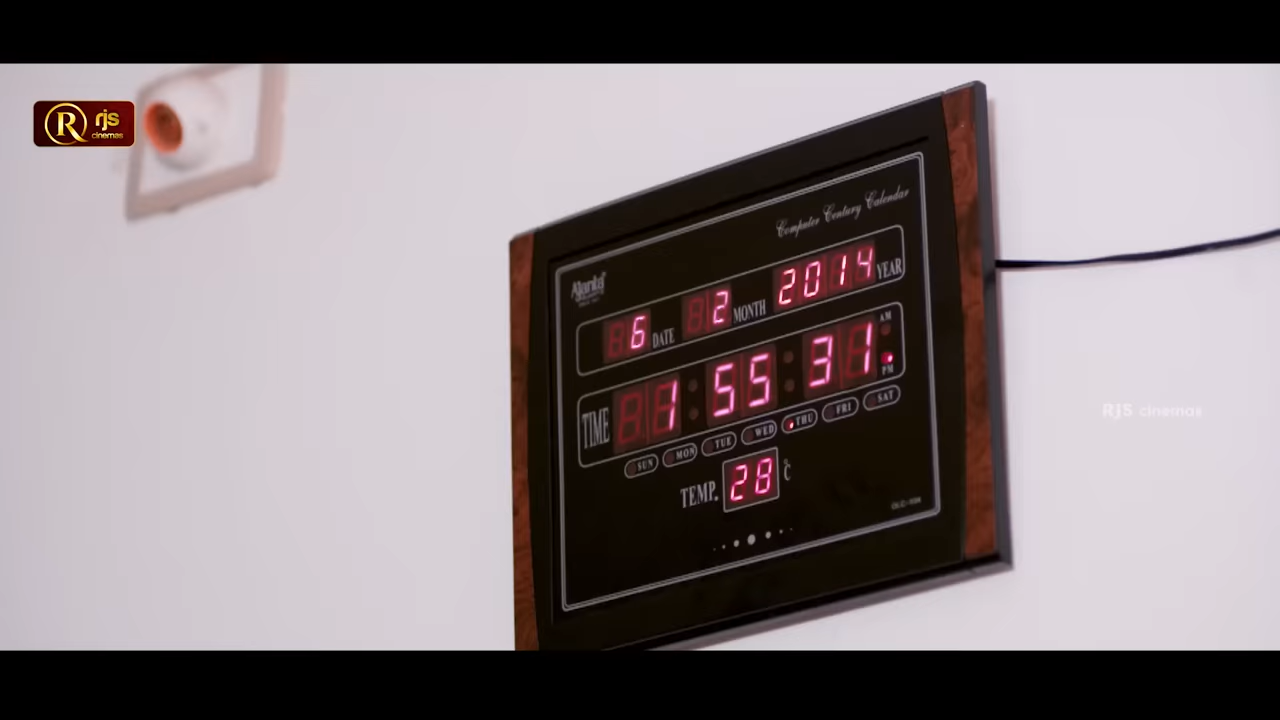 R rjs
cinemas
Computer Century Calendar
Ajanta
6 DATE 2 MONTH 2014 YEAR
AM
TIME 1 55 31
PM
SUN MON TUE WED THU FRI SAT
TEMP. 28 °C
RJS cinemas